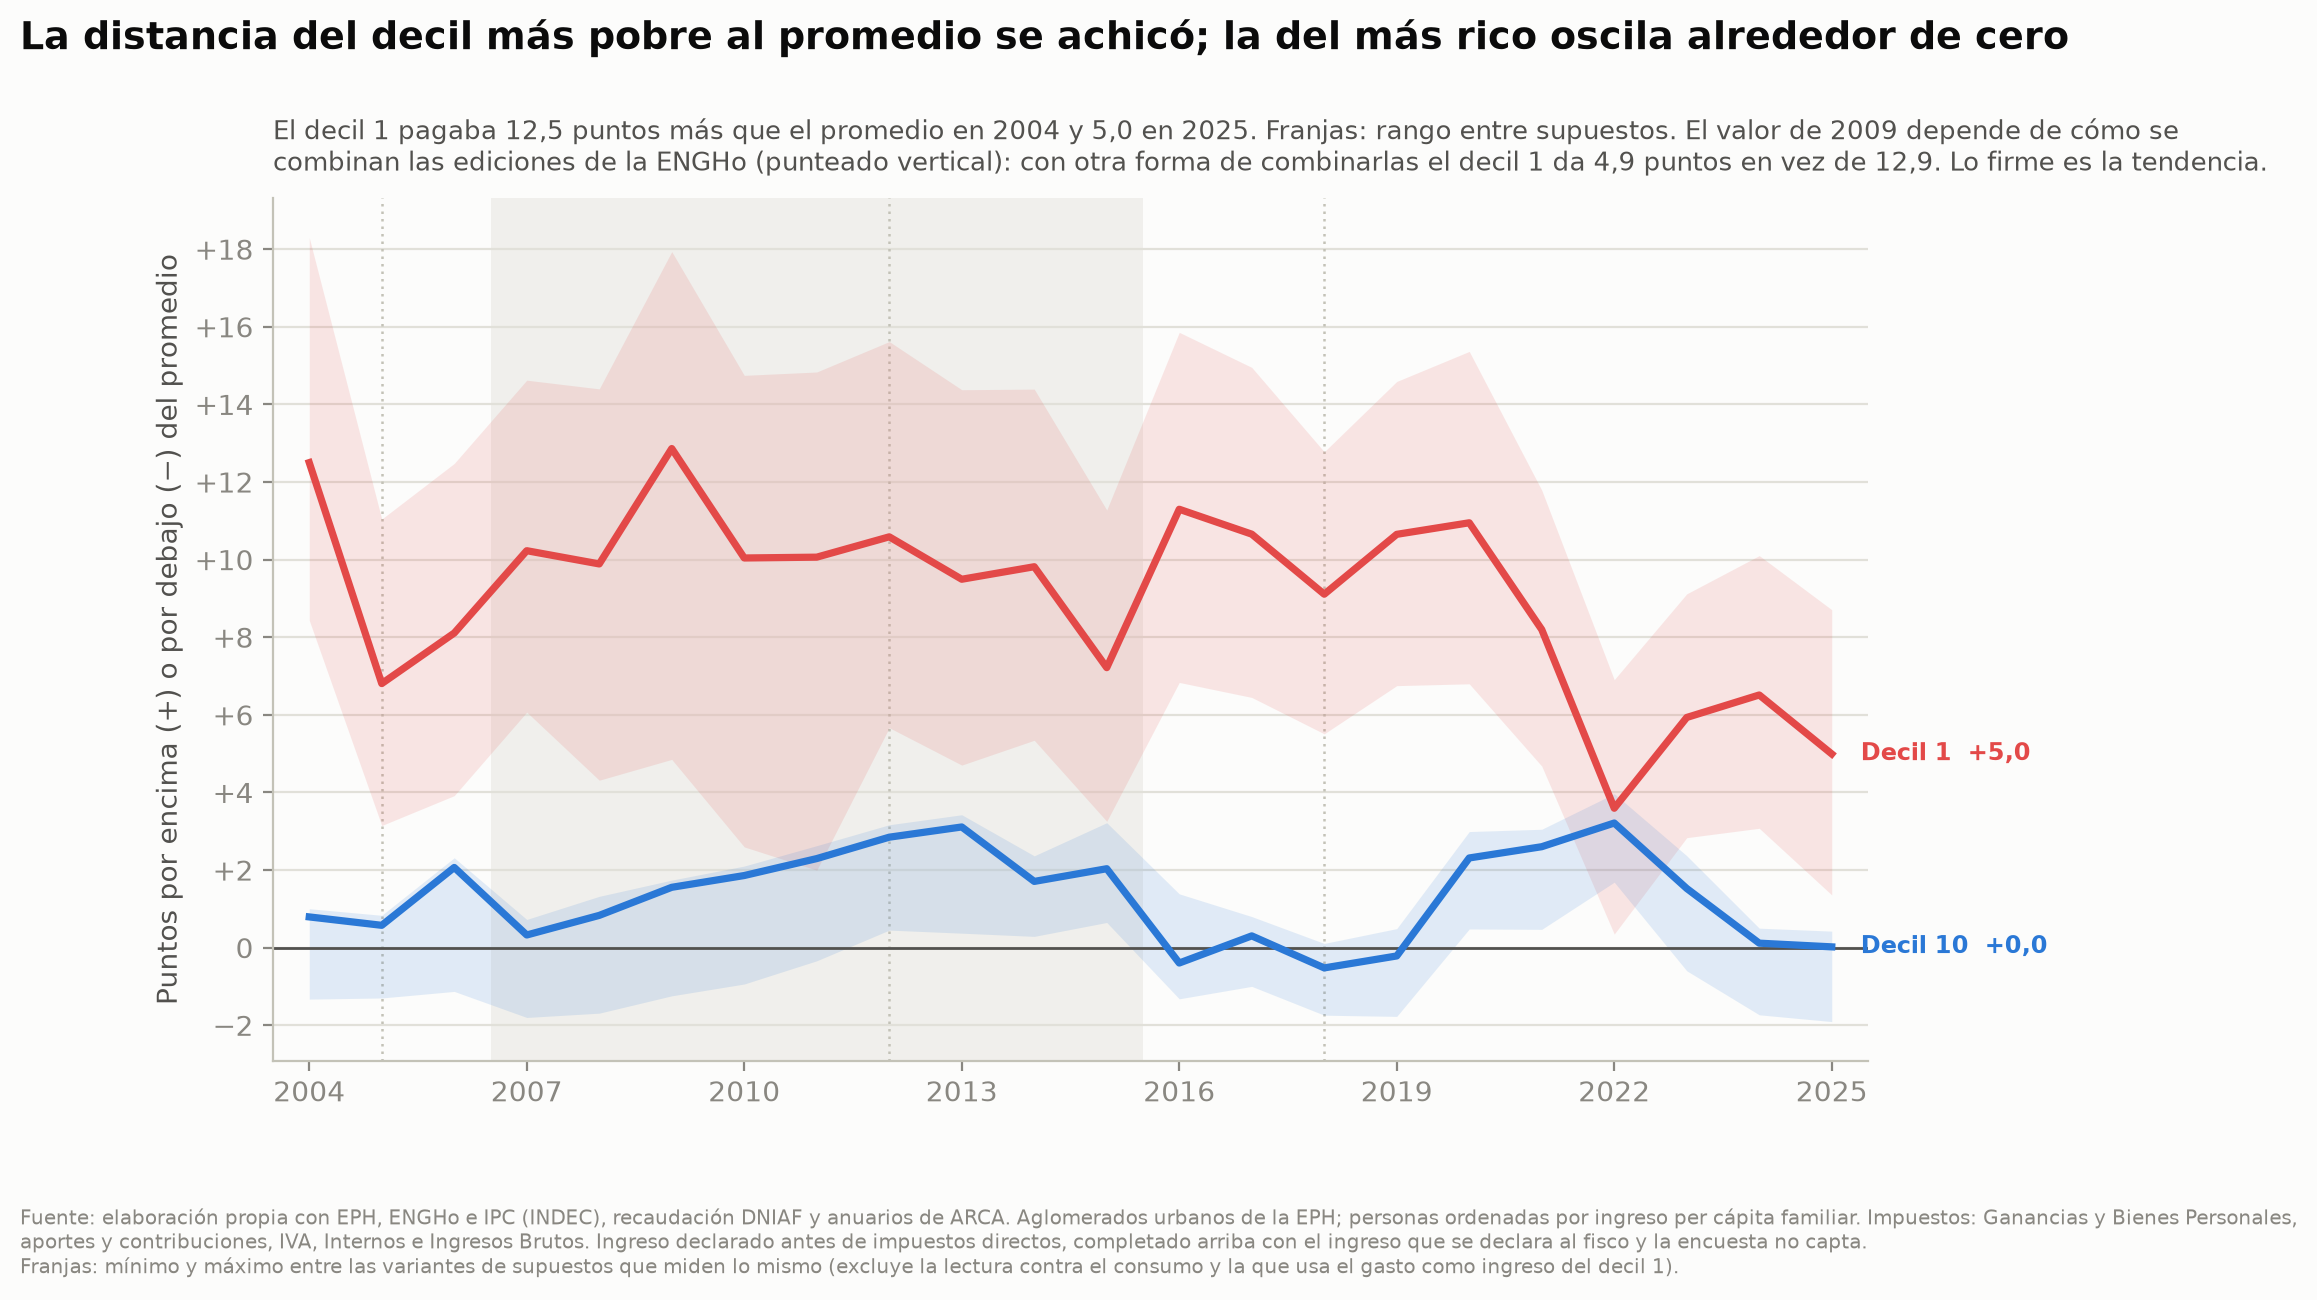 La distancia del decil más pobre al promedio se achicó; la del más rico oscila alrededor de cero
El decil 1 pagaba 12,5 puntos más que el promedio en 2004 y 5,0 en 2025. Franjas: rango entre supuestos. El valor de 2009 depende de cómo se
combinan las ediciones de la ENGHo (punteado vertical): con otra forma de combinarlas el decil 1 da 4,9 puntos en vez de 12,9. Lo firme es la tendencia.
Puntos por encima (+) o por debajo (−) del promedio
+18
+16
+14
+12
+10
+8
+6
+4
+2
0
−2
Decil 1 +5,0
Decil 10 +0,0
2004 2007 2010 2013 2016 2019 2022 2025
Fuente: elaboración propia con EPH, ENGHo e IPC (INDEC), recaudación DNIAF y anuarios de ARCA. Aglomerados urbanos de la EPH; personas ordenadas por ingreso per cápita familiar. Impuestos: Ganancias y Bienes Personales,
aportes y contribuciones, IVA, Internos e Ingresos Brutos. Ingreso declarado antes de impuestos directos, completado arriba con el ingreso que se declara al fisco y la encuesta no capta.
Franjas: mínimo y máximo entre las variantes de supuestos que miden lo mismo (excluye la lectura contra el consumo y la que usa el gasto como ingreso del decil 1).